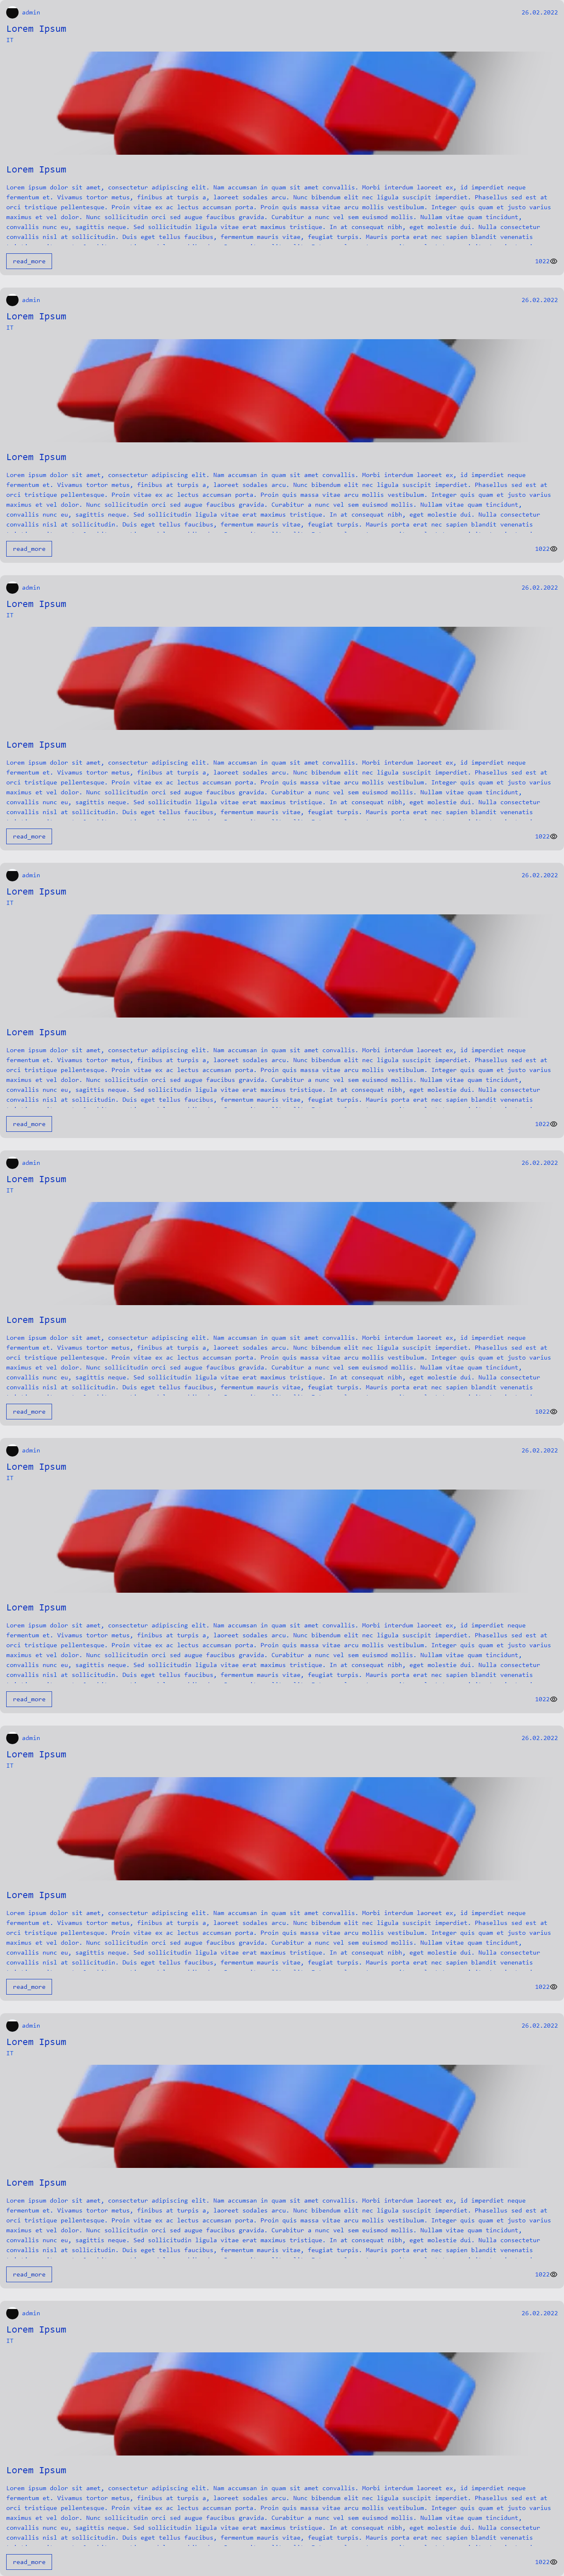 admin 26.02.2022
Lorem Ipsum
IT
Lorem Ipsum
Lorem ipsum dolor sit amet, consectetur adipiscing elit. Nam accumsan in quam sit amet convallis. Morbi interdum laoreet ex, id imperdiet neque
fermentum et. Vivamus tortor metus, finibus at turpis a, laoreet sodales arcu. Nunc bibendum elit nec ligula suscipit imperdiet. Phasellus sed est at
orci tristique pellentesque. Proin vitae ex ac lectus accumsan porta. Proin quis massa vitae arcu mollis vestibulum. Integer quis quam et justo varius
maximus et vel dolor. Nunc sollicitudin orci sed augue faucibus gravida. Curabitur a nunc vel sem euismod mollis. Nullam vitae quam tincidunt,
convallis nunc eu, sagittis neque. Sed sollicitudin ligula vitae erat maximus tristique. In at consequat nibh, eget molestie dui. Nulla consectetur
convallis nisl at sollicitudin. Duis eget tellus faucibus, fermentum mauris vitae, feugiat turpis. Mauris porta erat nec sapien blandit venenatis
read_more 1022
admin 26.02.2022
Lorem Ipsum
IT
Lorem Ipsum
Lorem ipsum dolor sit amet, consectetur adipiscing elit. Nam accumsan in quam sit amet convallis. Morbi interdum laoreet ex, id imperdiet neque
fermentum et. Vivamus tortor metus, finibus at turpis a, laoreet sodales arcu. Nunc bibendum elit nec ligula suscipit imperdiet. Phasellus sed est at
orci tristique pellentesque. Proin vitae ex ac lectus accumsan porta. Proin quis massa vitae arcu mollis vestibulum. Integer quis quam et justo varius
maximus et vel dolor. Nunc sollicitudin orci sed augue faucibus gravida. Curabitur a nunc vel sem euismod mollis. Nullam vitae quam tincidunt,
convallis nunc eu, sagittis neque. Sed sollicitudin ligula vitae erat maximus tristique. In at consequat nibh, eget molestie dui. Nulla consectetur
convallis nisl at sollicitudin. Duis eget tellus faucibus, fermentum mauris vitae, feugiat turpis. Mauris porta erat nec sapien blandit venenatis
read_more 1022
admin 26.02.2022
Lorem Ipsum
IT
Lorem Ipsum
Lorem ipsum dolor sit amet, consectetur adipiscing elit. Nam accumsan in quam sit amet convallis. Morbi interdum laoreet ex, id imperdiet neque
fermentum et. Vivamus tortor metus, finibus at turpis a, laoreet sodales arcu. Nunc bibendum elit nec ligula suscipit imperdiet. Phasellus sed est at
orci tristique pellentesque. Proin vitae ex ac lectus accumsan porta. Proin quis massa vitae arcu mollis vestibulum. Integer quis quam et justo varius
maximus et vel dolor. Nunc sollicitudin orci sed augue faucibus gravida. Curabitur a nunc vel sem euismod mollis. Nullam vitae quam tincidunt,
convallis nunc eu, sagittis neque. Sed sollicitudin ligula vitae erat maximus tristique. In at consequat nibh, eget molestie dui. Nulla consectetur
convallis nisl at sollicitudin. Duis eget tellus faucibus, fermentum mauris vitae, feugiat turpis. Mauris porta erat nec sapien blandit venenatis
read_more 1022
admin 26.02.2022
Lorem Ipsum
IT
Lorem Ipsum
Lorem ipsum dolor sit amet, consectetur adipiscing elit. Nam accumsan in quam sit amet convallis. Morbi interdum laoreet ex, id imperdiet neque
fermentum et. Vivamus tortor metus, finibus at turpis a, laoreet sodales arcu. Nunc bibendum elit nec ligula suscipit imperdiet. Phasellus sed est at
orci tristique pellentesque. Proin vitae ex ac lectus accumsan porta. Proin quis massa vitae arcu mollis vestibulum. Integer quis quam et justo varius
maximus et vel dolor. Nunc sollicitudin orci sed augue faucibus gravida. Curabitur a nunc vel sem euismod mollis. Nullam vitae quam tincidunt,
convallis nunc eu, sagittis neque. Sed sollicitudin ligula vitae erat maximus tristique. In at consequat nibh, eget molestie dui. Nulla consectetur
convallis nisl at sollicitudin. Duis eget tellus faucibus, fermentum mauris vitae, feugiat turpis. Mauris porta erat nec sapien blandit venenatis
read_more 1022
admin 26.02.2022
Lorem Ipsum
IT
Lorem Ipsum
Lorem ipsum dolor sit amet, consectetur adipiscing elit. Nam accumsan in quam sit amet convallis. Morbi interdum laoreet ex, id imperdiet neque
fermentum et. Vivamus tortor metus, finibus at turpis a, laoreet sodales arcu. Nunc bibendum elit nec ligula suscipit imperdiet. Phasellus sed est at
orci tristique pellentesque. Proin vitae ex ac lectus accumsan porta. Proin quis massa vitae arcu mollis vestibulum. Integer quis quam et justo varius
maximus et vel dolor. Nunc sollicitudin orci sed augue faucibus gravida. Curabitur a nunc vel sem euismod mollis. Nullam vitae quam tincidunt,
convallis nunc eu, sagittis neque. Sed sollicitudin ligula vitae erat maximus tristique. In at consequat nibh, eget molestie dui. Nulla consectetur
convallis nisl at sollicitudin. Duis eget tellus faucibus, fermentum mauris vitae, feugiat turpis. Mauris porta erat nec sapien blandit venenatis
read_more 1022
admin 26.02.2022
Lorem Ipsum
IT
Lorem Ipsum
Lorem ipsum dolor sit amet, consectetur adipiscing elit. Nam accumsan in quam sit amet convallis. Morbi interdum laoreet ex, id imperdiet neque
fermentum et. Vivamus tortor metus, finibus at turpis a, laoreet sodales arcu. Nunc bibendum elit nec ligula suscipit imperdiet. Phasellus sed est at
orci tristique pellentesque. Proin vitae ex ac lectus accumsan porta. Proin quis massa vitae arcu mollis vestibulum. Integer quis quam et justo varius
maximus et vel dolor. Nunc sollicitudin orci sed augue faucibus gravida. Curabitur a nunc vel sem euismod mollis. Nullam vitae quam tincidunt,
convallis nunc eu, sagittis neque. Sed sollicitudin ligula vitae erat maximus tristique. In at consequat nibh, eget molestie dui. Nulla consectetur
convallis nisl at sollicitudin. Duis eget tellus faucibus, fermentum mauris vitae, feugiat turpis. Mauris porta erat nec sapien blandit venenatis
read_more 1022
admin 26.02.2022
Lorem Ipsum
IT
Lorem Ipsum
Lorem ipsum dolor sit amet, consectetur adipiscing elit. Nam accumsan in quam sit amet convallis. Morbi interdum laoreet ex, id imperdiet neque
fermentum et. Vivamus tortor metus, finibus at turpis a, laoreet sodales arcu. Nunc bibendum elit nec ligula suscipit imperdiet. Phasellus sed est at
orci tristique pellentesque. Proin vitae ex ac lectus accumsan porta. Proin quis massa vitae arcu mollis vestibulum. Integer quis quam et justo varius
maximus et vel dolor. Nunc sollicitudin orci sed augue faucibus gravida. Curabitur a nunc vel sem euismod mollis. Nullam vitae quam tincidunt,
convallis nunc eu, sagittis neque. Sed sollicitudin ligula vitae erat maximus tristique. In at consequat nibh, eget molestie dui. Nulla consectetur
convallis nisl at sollicitudin. Duis eget tellus faucibus, fermentum mauris vitae, feugiat turpis. Mauris porta erat nec sapien blandit venenatis
read_more 1022
admin 26.02.2022
Lorem Ipsum
IT
Lorem Ipsum
Lorem ipsum dolor sit amet, consectetur adipiscing elit. Nam accumsan in quam sit amet convallis. Morbi interdum laoreet ex, id imperdiet neque
fermentum et. Vivamus tortor metus, finibus at turpis a, laoreet sodales arcu. Nunc bibendum elit nec ligula suscipit imperdiet. Phasellus sed est at
orci tristique pellentesque. Proin vitae ex ac lectus accumsan porta. Proin quis massa vitae arcu mollis vestibulum. Integer quis quam et justo varius
maximus et vel dolor. Nunc sollicitudin orci sed augue faucibus gravida. Curabitur a nunc vel sem euismod mollis. Nullam vitae quam tincidunt,
convallis nunc eu, sagittis neque. Sed sollicitudin ligula vitae erat maximus tristique. In at consequat nibh, eget molestie dui. Nulla consectetur
convallis nisl at sollicitudin. Duis eget tellus faucibus, fermentum mauris vitae, feugiat turpis. Mauris porta erat nec sapien blandit venenatis
read_more 1022
admin 26.02.2022
Lorem Ipsum
IT
Lorem Ipsum
Lorem ipsum dolor sit amet, consectetur adipiscing elit. Nam accumsan in quam sit amet convallis. Morbi interdum laoreet ex, id imperdiet neque
fermentum et. Vivamus tortor metus, finibus at turpis a, laoreet sodales arcu. Nunc bibendum elit nec ligula suscipit imperdiet. Phasellus sed est at
orci tristique pellentesque. Proin vitae ex ac lectus accumsan porta. Proin quis massa vitae arcu mollis vestibulum. Integer quis quam et justo varius
maximus et vel dolor. Nunc sollicitudin orci sed augue faucibus gravida. Curabitur a nunc vel sem euismod mollis. Nullam vitae quam tincidunt,
convallis nunc eu, sagittis neque. Sed sollicitudin ligula vitae erat maximus tristique. In at consequat nibh, eget molestie dui. Nulla consectetur
convallis nisl at sollicitudin. Duis eget tellus faucibus, fermentum mauris vitae, feugiat turpis. Mauris porta erat nec sapien blandit venenatis
read_more 1022